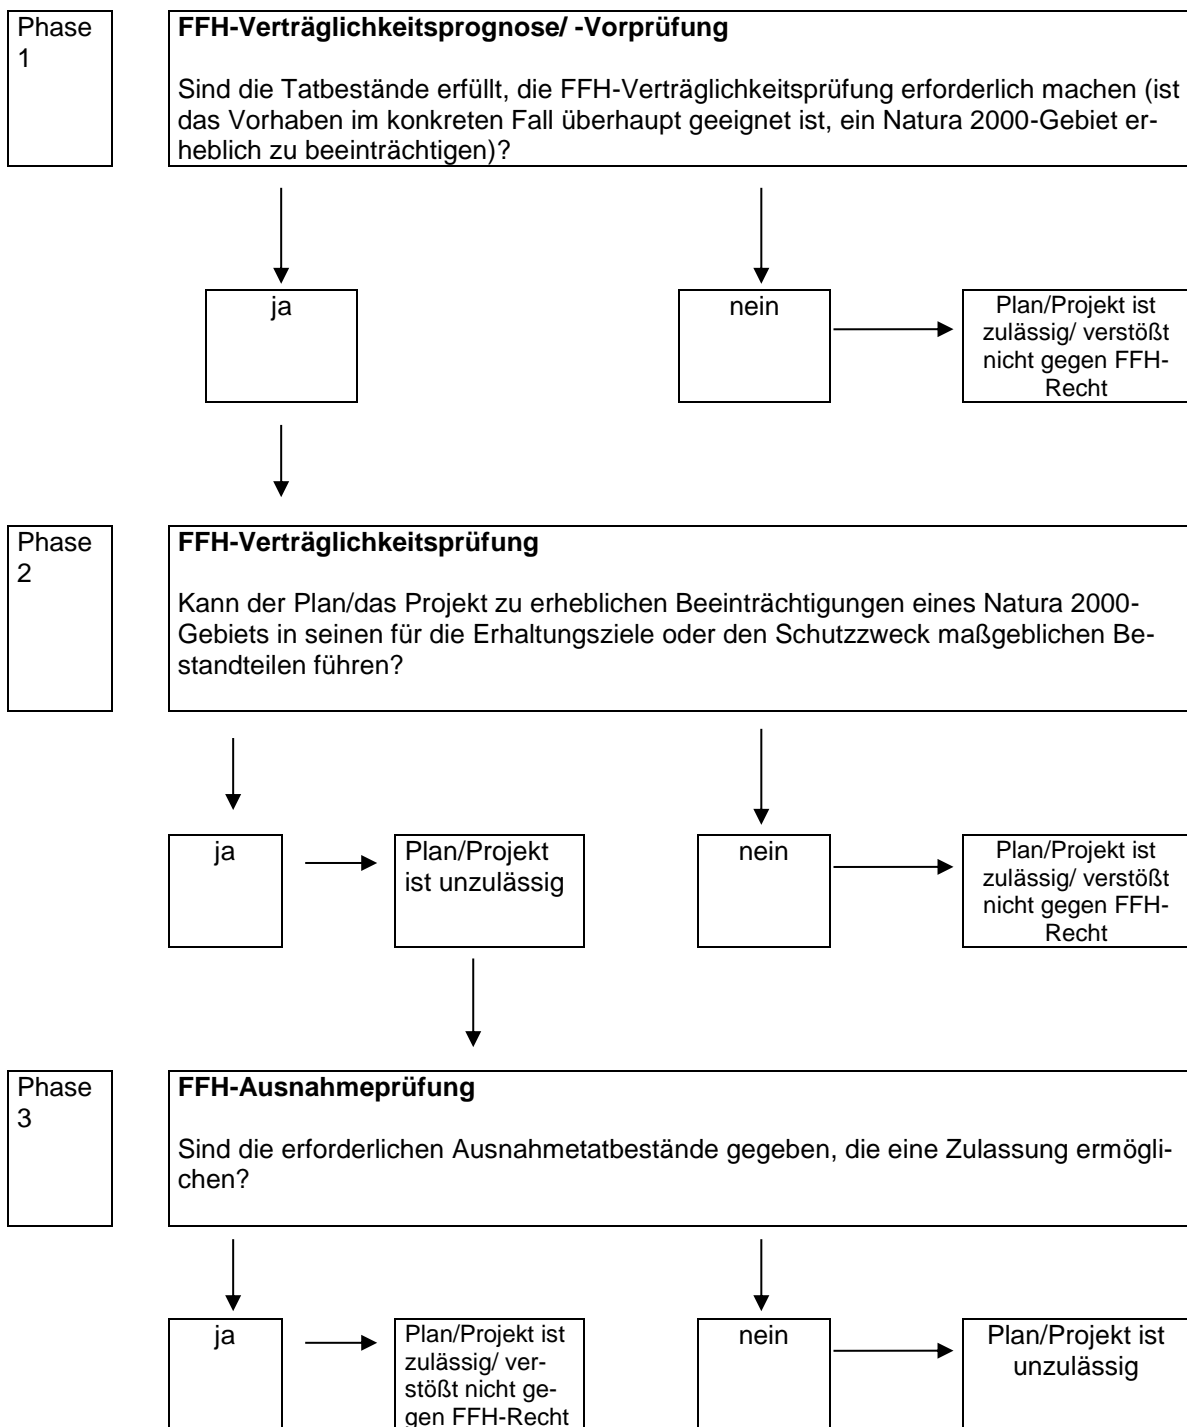 Phase
1
FFH-Verträglichkeitsprognose/ -Vorprüfung
Sind die Tatbestände erfüllt, die FFH-Verträglichkeitsprüfung erforderlich machen (ist
das Vorhaben im konkreten Fall überhaupt geeignet ist, ein Natura 2000-Gebiet er-
heblich zu beeinträchtigen)?
ja
nein
Plan/Projekt ist
zulässig/ verstößt
nicht gegen FFH-
Recht
Phase
2
FFH-Verträglichkeitsprüfung
Kann der Plan/das Projekt zu erheblichen Beeinträchtigungen eines Natura 2000-
Gebiets in seinen für die Erhaltungsziele oder den Schutzzweck maßgeblichen Be-
standteilen führen?
ja
Plan/Projekt
ist unzulässig
nein
Plan/Projekt ist
zulässig/ verstößt
nicht gegen FFH-
Recht
Phase
3
FFH-Ausnahmeprüfung
Sind die erforderlichen Ausnahmetatbestände gegeben, die eine Zulassung ermögli-
chen?
ja
Plan/Projekt ist
zulässig/ ver-
stößt nicht ge-
gen FFH-Recht
nein
Plan/Projekt ist
unzulässig